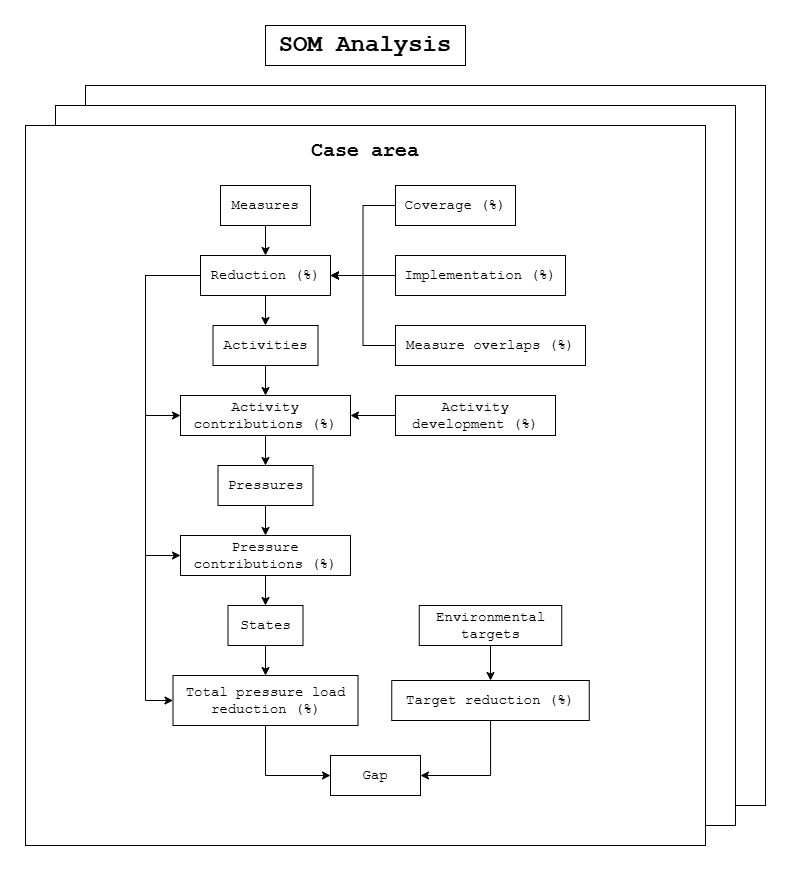 SOM Analysis
Case area
Measures
Coverage (%)
Reduction (%)
Implementation (%)
Activities
Measure overlaps (%)
Activity
contributions (%)
Activity
development (%)
Pressures
Pressure
contributions (%)
States
Environmental
targets
Total pressure load
reduction (%)
Target reduction (%)
Gap